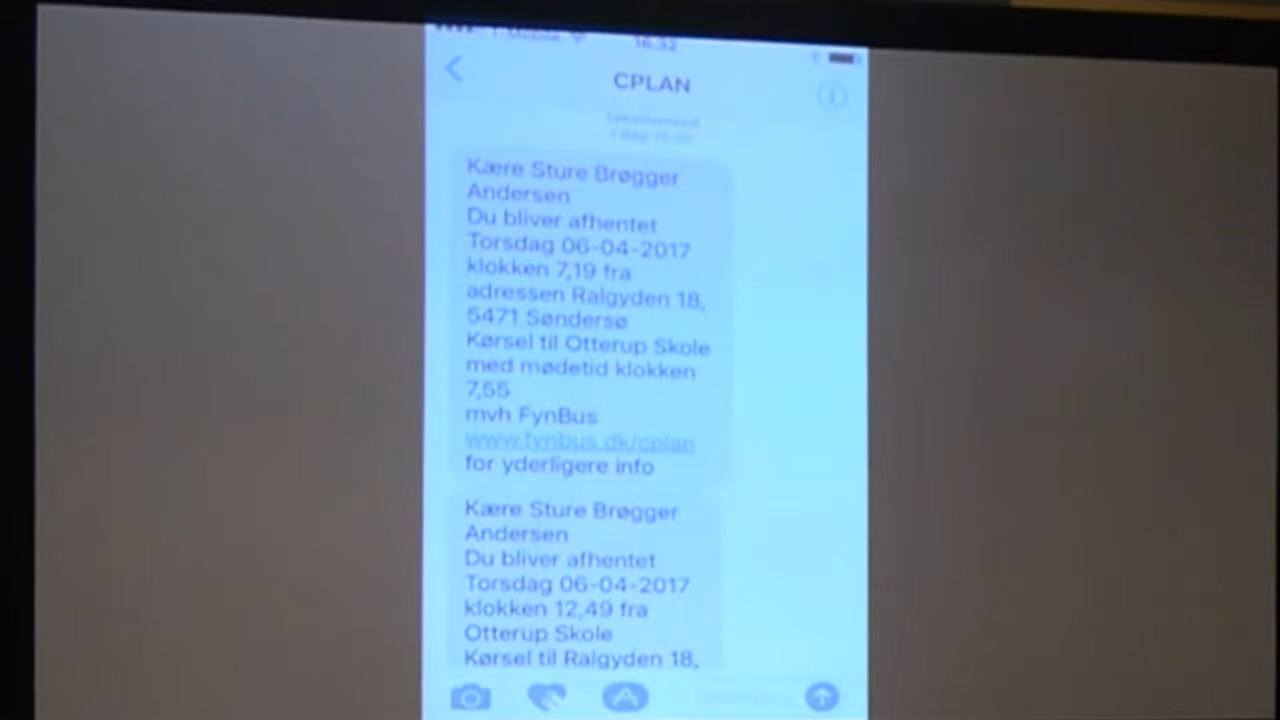 16.32
CPLAN
Kære Sture Brøgger
Andersen
Du bliver afhentet
Torsdag 06-04-2017
klokken 7,19 fra
adressen Ralgyden 18,
5471 Søndersø
Kørsel til Otterup Skole
med mødetid klokken
7,55
mvh FynBus
www.fynbus.dk/cplan
for yderligere info
Kære Sture Brøgger
Andersen
Du bliver afhentet
Torsdag 06-04-2017
klokken 12,49 fra
Otterup Skole
Kørsel til Ralgyden 18,